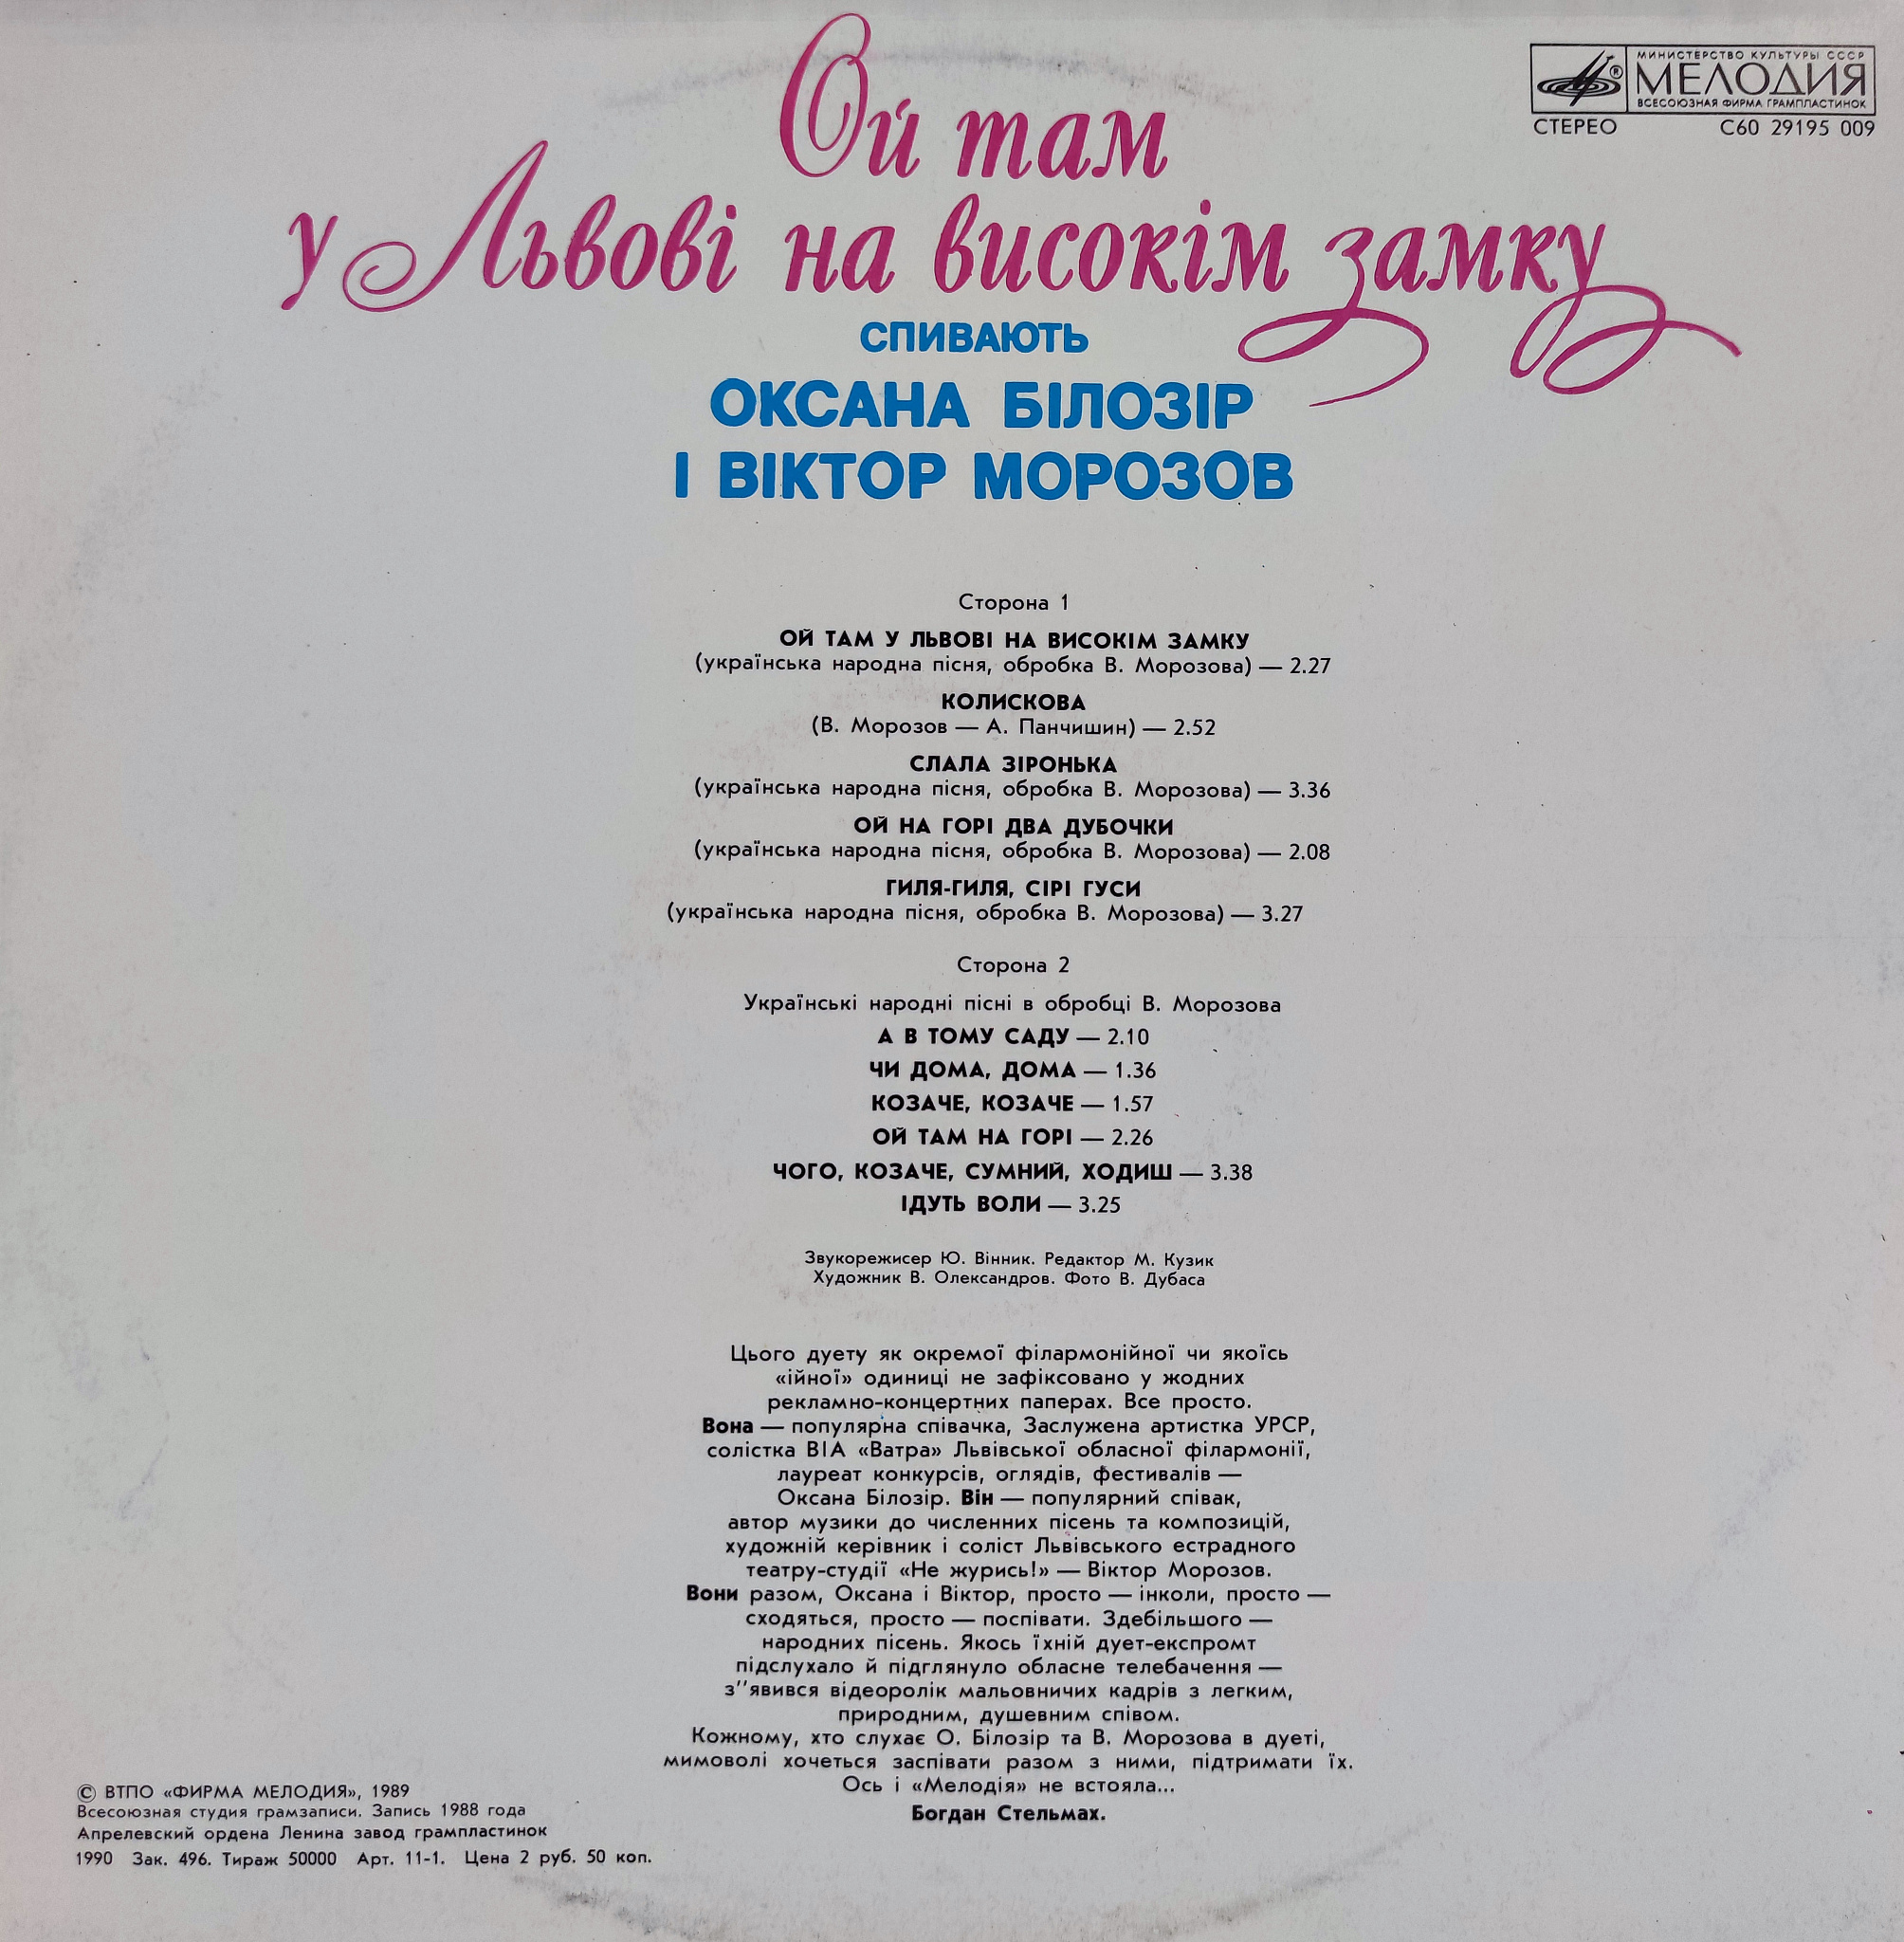 Ой там
у Львові на високім замку
СПИВАЮТЬ
ОКСАНА БІЛОЗІР
І ВІКТОР МОРОЗОВ
МИНИСТЕРСТВО КУЛЬТУРЫ СССР
МЕЛОДИЯ
ВСЕСОЮЗНАЯ ФИРМА ГРАМПЛАСТИНОК
®
СТЕРЕО С60 29195 009
Сторона 1
ОЙ ТАМ У ЛЬВОВІ НА ВИСОКІМ ЗАМКУ
(українська народна пісня, обробка В. Морозова) — 2.27
КОЛИСКОВА
(В. Морозов — А. Панчишин) — 2.52
СЛАЛА ЗІРОНЬКА
(українська народна пісня, обробка В. Морозова) — 3.36
ОЙ НА ГОРІ ДВА ДУБОЧКИ
(українська народна пісня, обробка В. Морозова) — 2.08
ГИЛЯ-ГИЛЯ, СІРІ ГУСИ
(українська народна пісня, обробка В. Морозова) — 3.27
Сторона 2
Українські народні пісні в обробці В. Морозова
А В ТОМУ САДУ — 2.10
ЧИ ДОМА, ДОМА — 1.36
КОЗАЧЕ, КОЗАЧЕ — 1.57
ОЙ ТАМ НА ГОРІ — 2.26
ЧОГО, КОЗАЧЕ, СУМНИЙ, ХОДИШ — 3.38
ІДУТЬ ВОЛИ — 3.25
Звукорежисер Ю. Вінник. Редактор М. Кузик
Художник В. Олександров. Фото В. Дубаса
Цього дуету як окремої філармонійної чи якоїсь
«ійної» одиниці не зафіксовано у жодних
рекламно-концертних паперах. Все просто.
Вона — популярна співачка, Заслужена артистка УРСР,
солістка ВІА «Ватра» Львівської обласної філармонії,
лауреат конкурсів, оглядів, фестивалів —
Оксана Білозір. Він — популярний співак,
автор музики до численних пісень та композицій,
художній керівник і соліст Львівського естрадного
театру-студії «Не журись!» — Віктор Морозов.
Вони разом, Оксана і Віктор, просто — інколи, просто —
сходяться, просто — поспівати. Здебільшого —
народних пісень. Якось їхній дует-експромт
підслухало й підглянуло обласне телебачення —
з″явився відеоролік мальовничих кадрів з легким,
природним, душевним співом.
Кожному, хто слухає О. Білозір та В. Морозова в дуеті,
мимоволі хочеться заспівати разом з ними, підтримати їх.
Ось і «Мелодія» не встояла...
Богдан Стельмах.
© ВТПО «ФИРМА МЕЛОДИЯ», 1989
Всесоюзная студия грамзаписи. Запись 1988 года
Апрелевский ордена Ленина завод грампластинок
1990 Зак. 496. Тираж 50000 Арт. 11-1. Цена 2 руб. 50 коп.